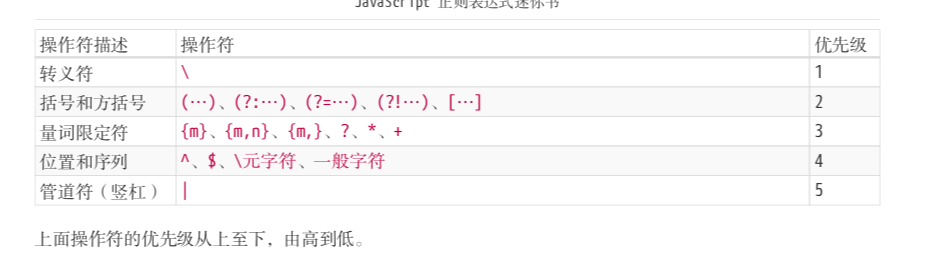 JavaScript 正则表达式迷你书
操作符描述 操作符 优先级
转义符 \ 1
括号和方括号 (…)、(?:…)、(?=…)、(?!…)、[…] 2
量词限定符 {m}、{m,n}、{m,}、?、*、+ 3
位置和序列 ^、$、\元字符、一般字符 4
管道符（竖杠） | 5
上面操作符的优先级从上至下，由高到低。